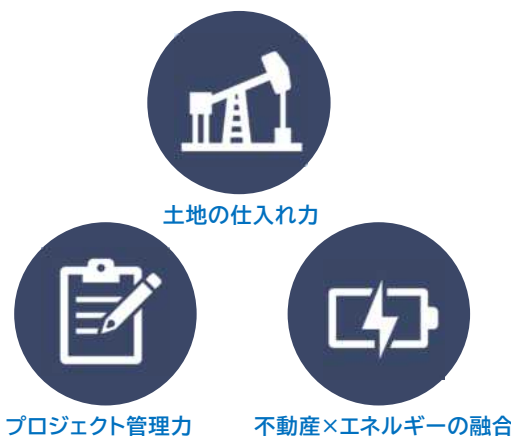 土地の仕入れ力
プロジェクト管理力
不動産×エネルギーの融合